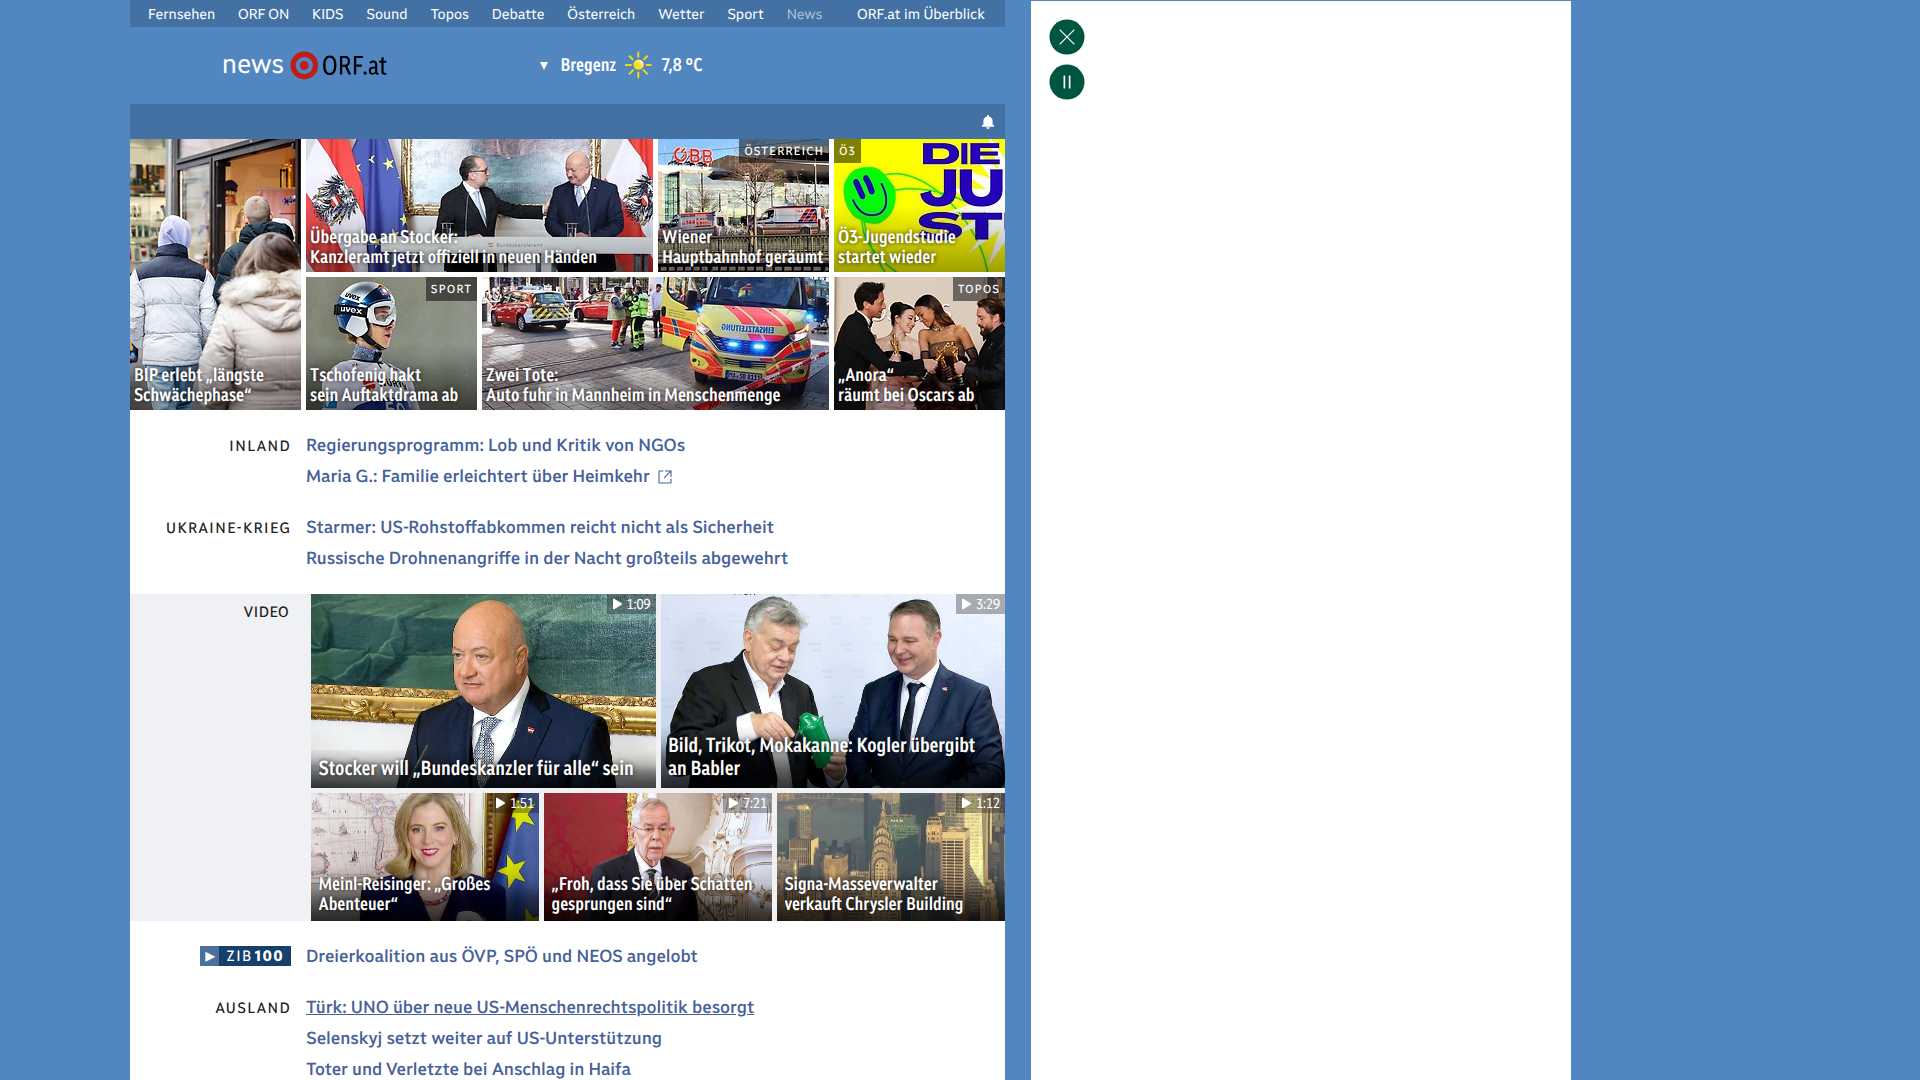 Fernsehen ORF ON KIDS Sound Topos Debatte Österreich Wetter Sport News ORF.at im Überblick
news ORF.at
▼ Bregenz 7,8 °C
BIP erlebt „längste
Schwächephase“
Übergabe an Stocker:
Kanzleramt jetzt offiziell in neuen Händen
ÖBB
ÖSTERREICH
Wiener
Hauptbahnhof geräumt
Ö3
DIE
JU
ST
Ö3-Jugendstudie
startet wieder
SPORT
uvex
uvex
Tschofenig hakt
sein Auftaktdrama ab
EINSATZLEITUNG
Zwei Tote:
Auto fuhr in Mannheim in Menschenmenge
TOPOS
„Anora“
räumt bei Oscars ab
INLAND
Regierungsprogramm: Lob und Kritik von NGOs
Maria G.: Familie erleichtert über Heimkehr
UKRAINE-KRIEG
Starmer: US-Rohstoffabkommen reicht nicht als Sicherheit
Russische Drohnenangriffe in der Nacht großteils abgewehrt
VIDEO
1:09
Stocker will „Bundeskanzler für alle“ sein
3:29
Bild, Trikot, Mokakanne: Kogler übergibt
an Babler
1:51
Meinl-Reisinger: „Großes
Abenteuer“
7:21
„Froh, dass Sie über Schatten
gesprungen sind“
1:12
Signa-Masseverwalter
verkauft Chrysler Building
ZIB100
Dreierkoalition aus ÖVP, SPÖ und NEOS angelobt
AUSLAND
Türk: UNO über neue US-Menschenrechtspolitik besorgt
Selenskyj setzt weiter auf US-Unterstützung
Toter und Verletzte bei Anschlag in Haifa